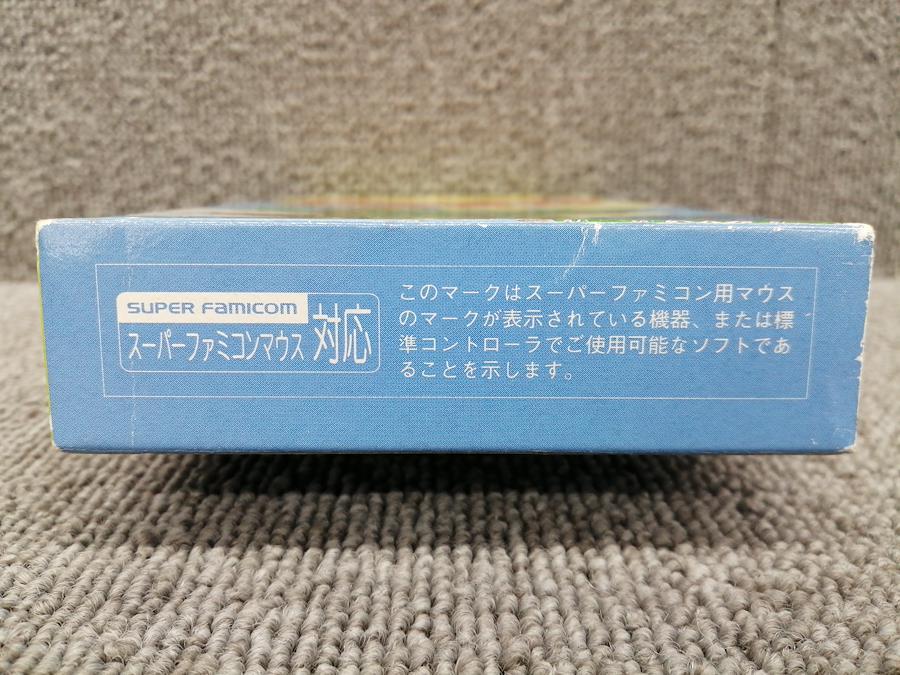 SUPER FAMICOM
スーパーファミコンマウス 対応
このマークはスーパーファミコン用マウス
のマークが表示されている機器、または標
準コントローラでご使用可能なソフトであ
ることを示します。